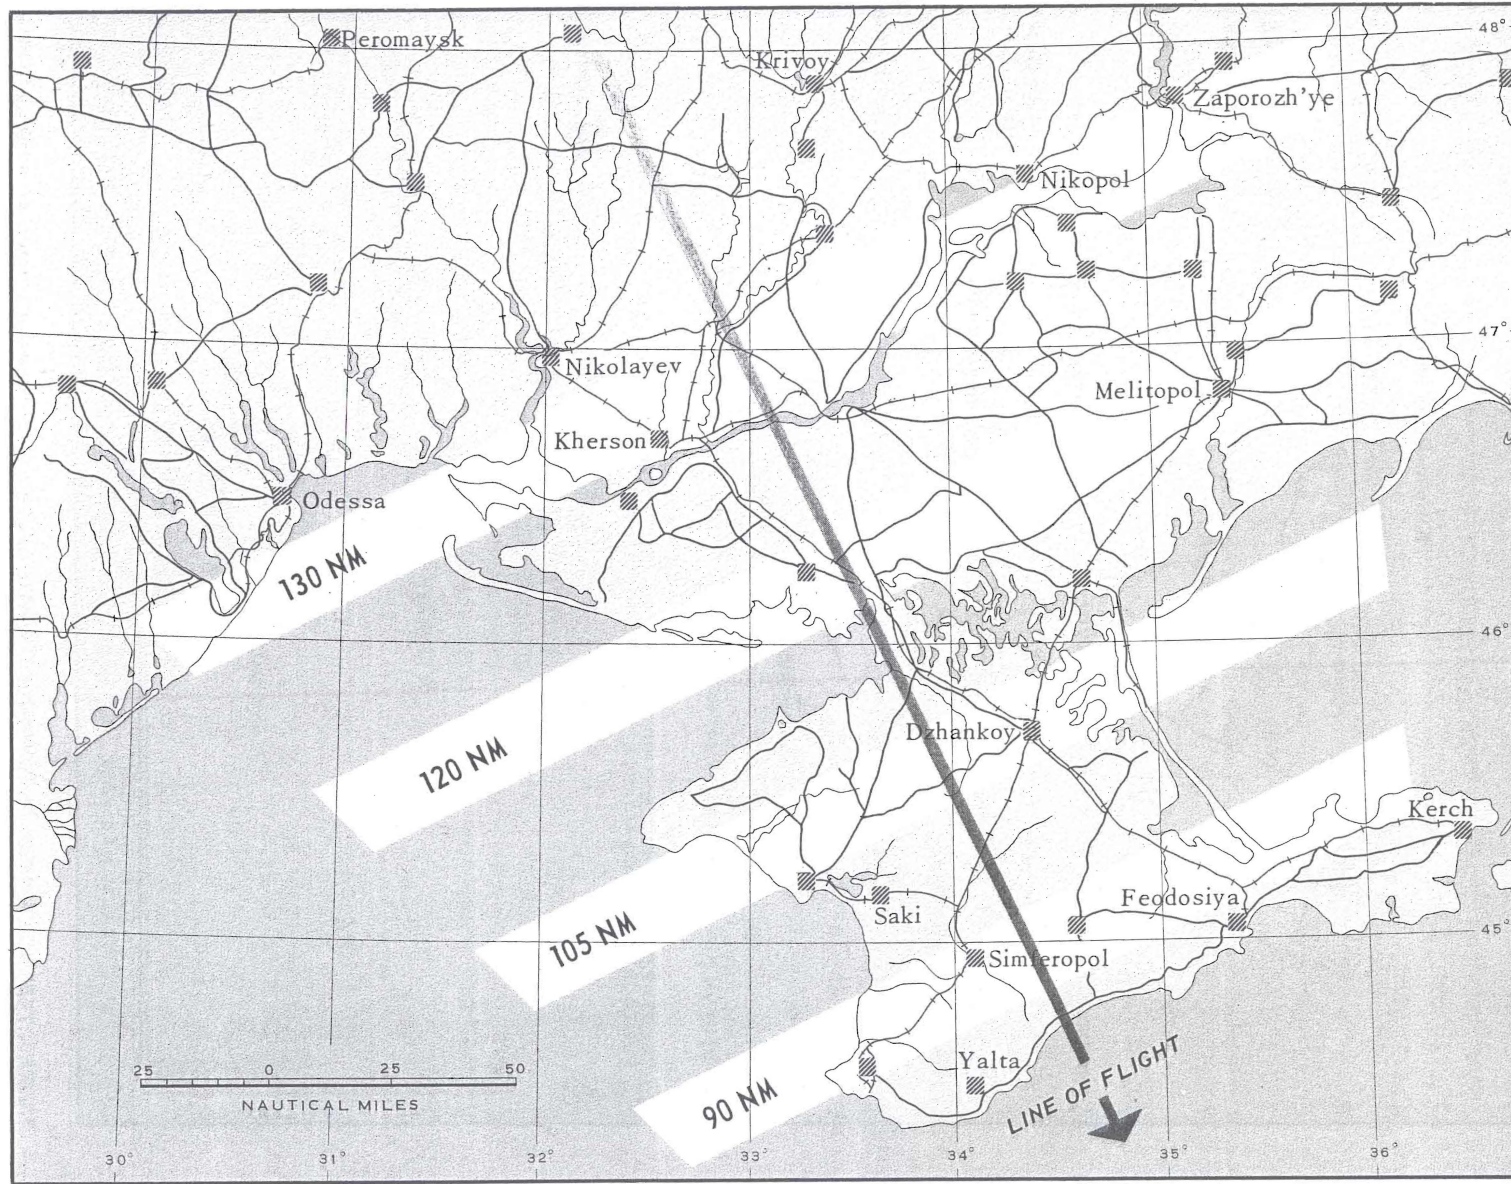 Peromaysk
Krivoy
48°
Zaporozh'ye
Nikopol
47°
Nikolayev
Melitopol
Kherson
Odessa
130 NM
46°
Dzhankoy
120 NM
Kerch
Feodosiya
Saki
105 NM
45°
Simferopol
Yalta
LINE OF FLIGHT
90 NM
25 0 25 50
NAUTICAL MILES
30° 31° 32° 33° 34° 35° 36°